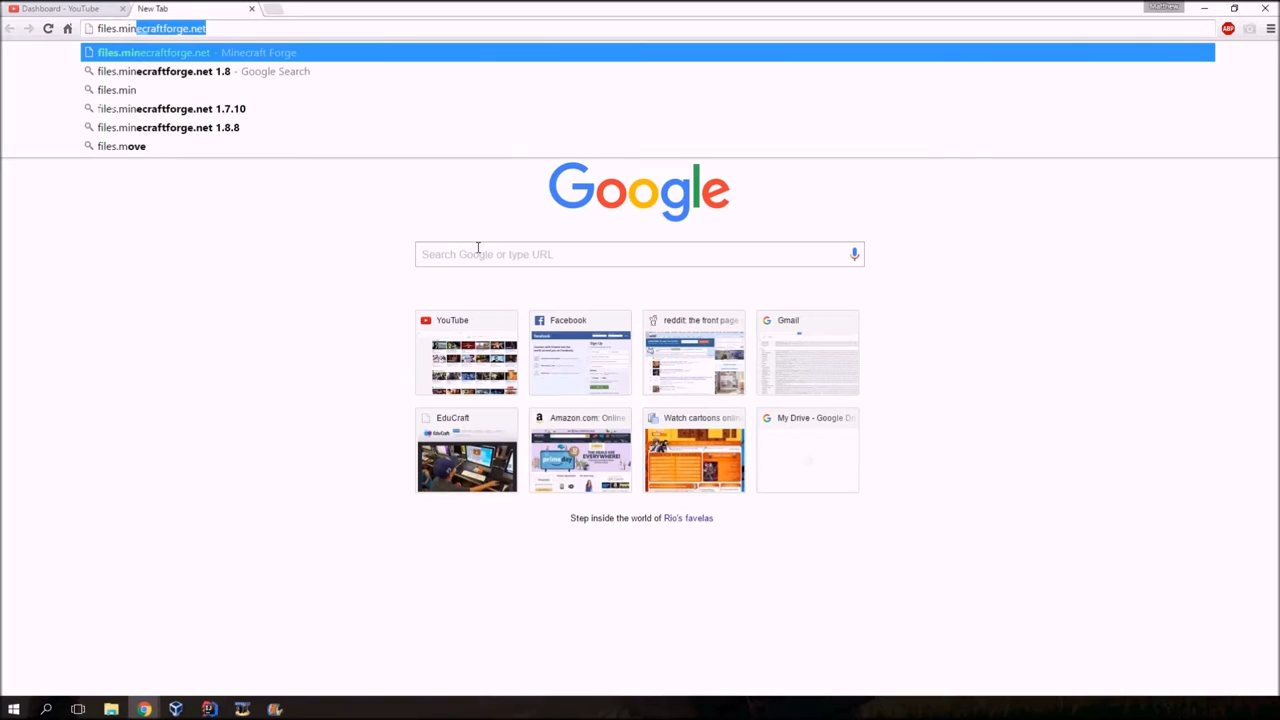 Dashboard - YouTube
New Tab
Matthew
files.minecraftforge.net
ABP
files.minecraftforge.net - Minecraft Forge
files.minecraftforge.net 1.8 - Google Search
files.min
files.minecraftforge.net 1.7.10
files.minecraftforge.net 1.8.8
files.move
Google
Search Google or type URL
YouTube
Facebook
reddit: the front page
Gmail
EduCraft
Amazon.com: Online
Watch cartoons onlin
My Drive - Google Dri
Step inside the world of Rio's favelas